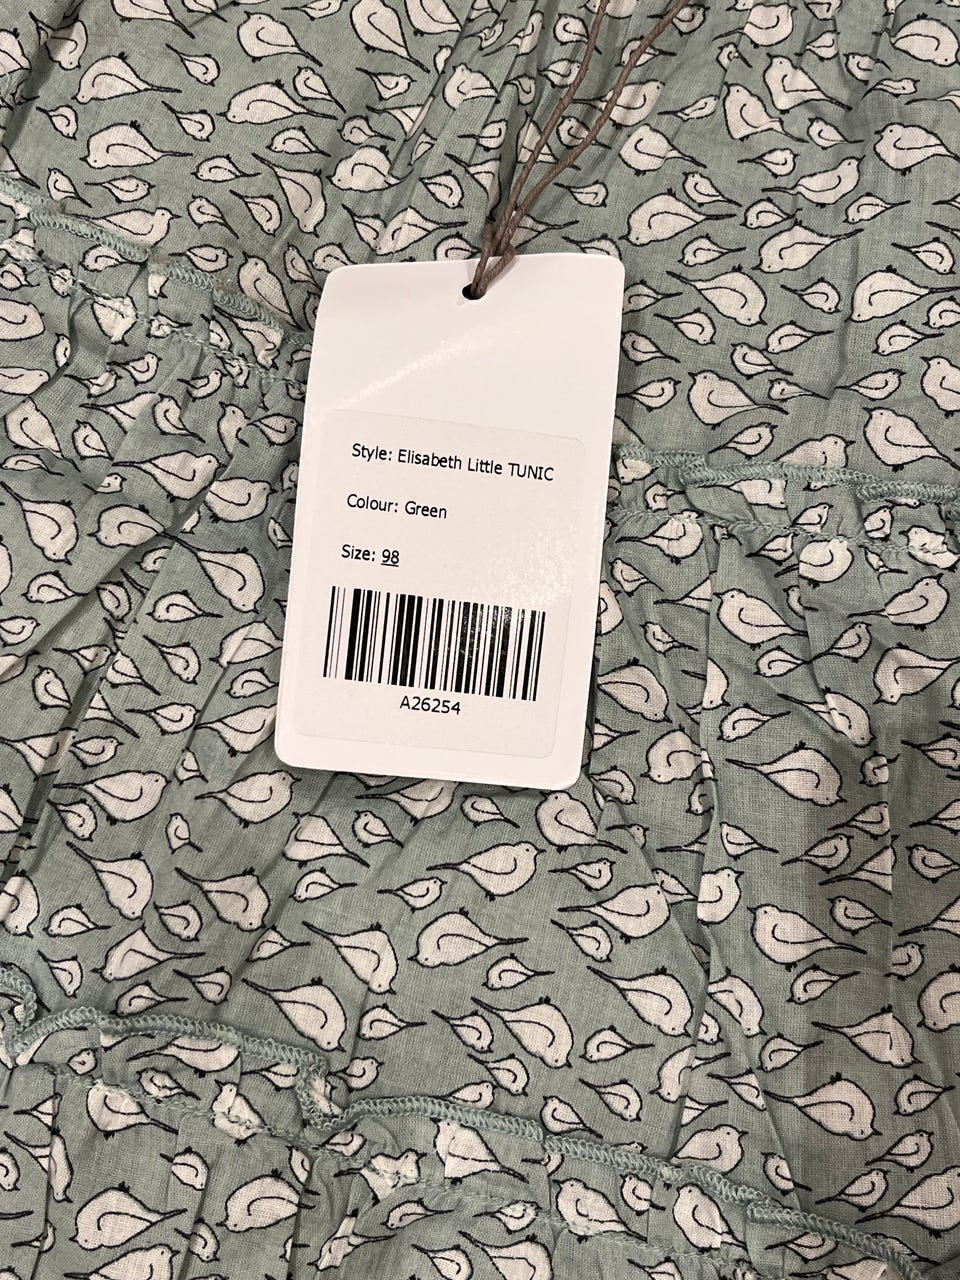 Style: Elisabeth Little TUNIC
Colour: Green
Size: 98
A26254